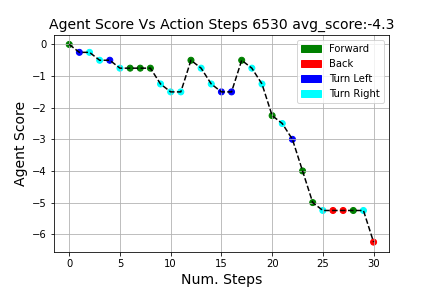 Agent Score Vs Action Steps 6530 avg_score:-4.3
0
−1
−2
−3
−4
−5
−6
Agent Score
Forward
Back
Turn Left
Turn Right
0 5 10 15 20 25 30
Num. Steps